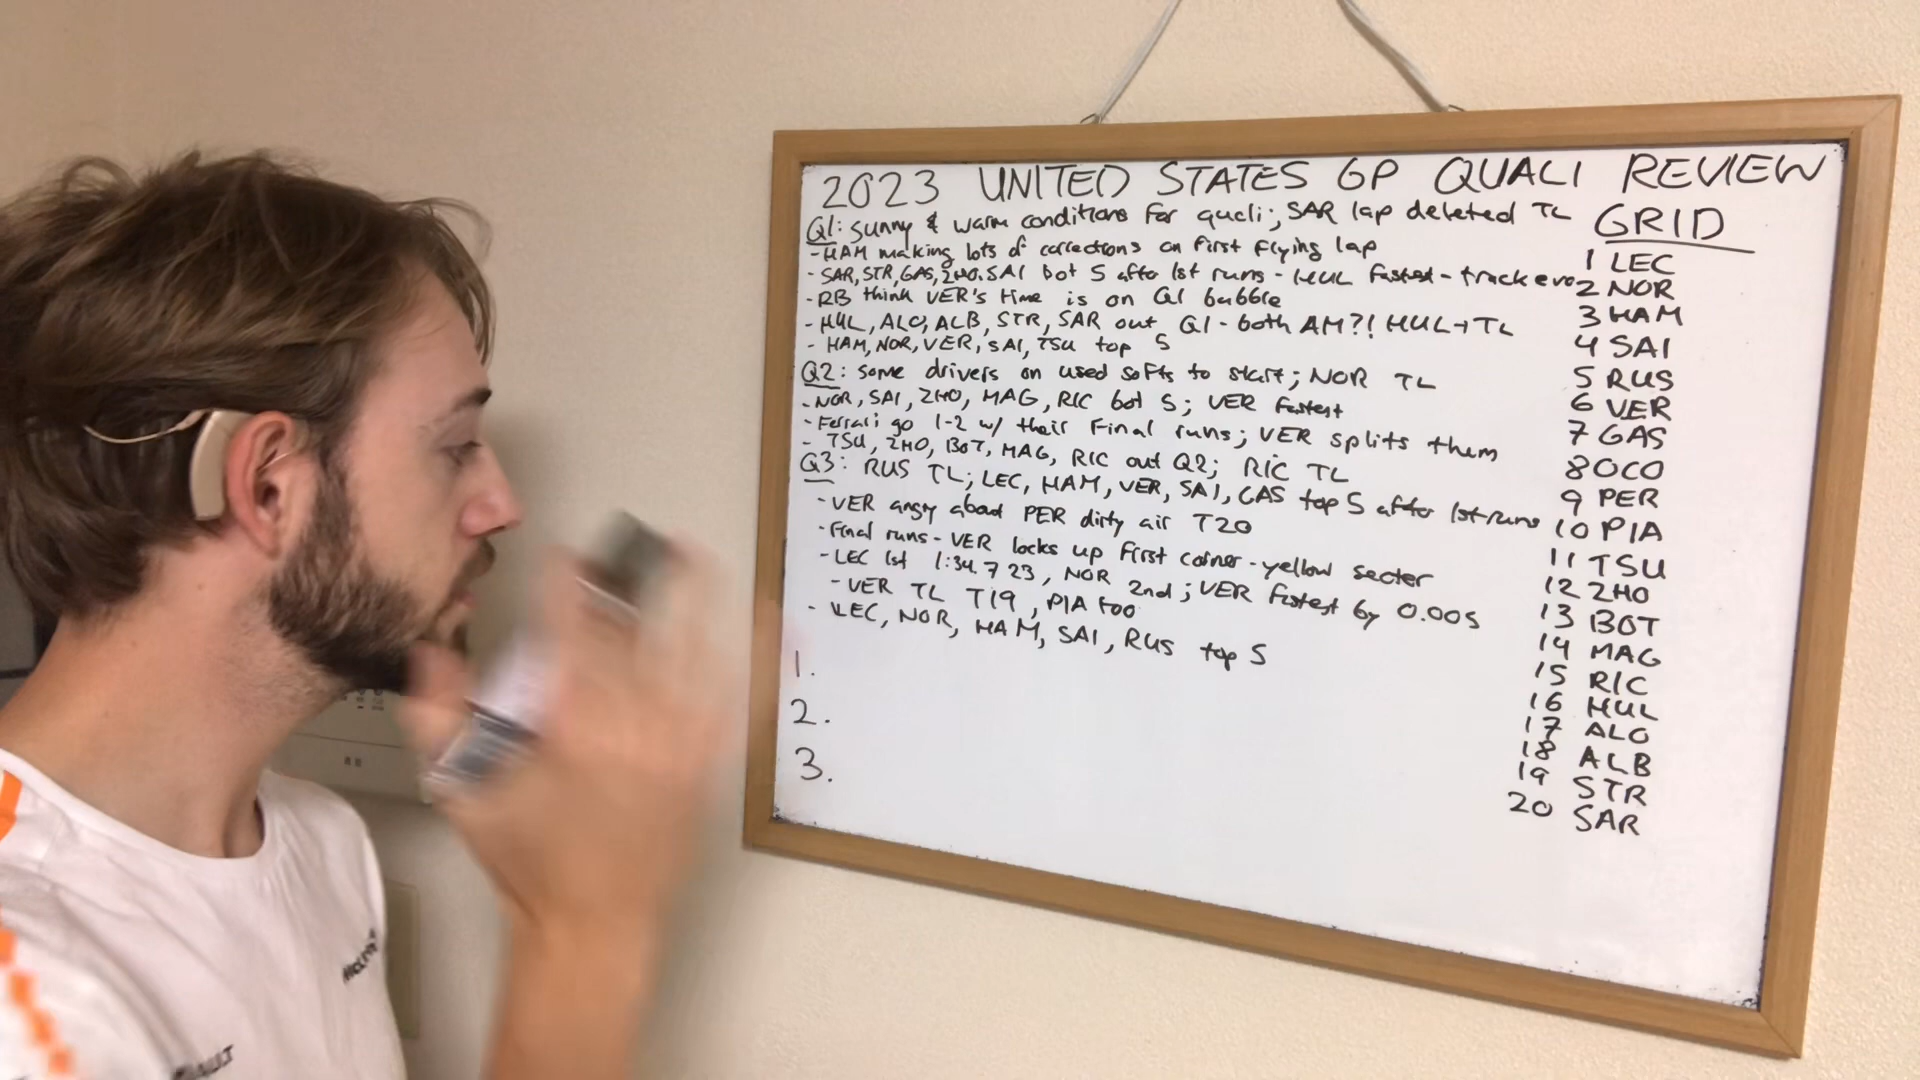 2023 UNITED STATES GP QUALI REVIEW
Q1: sunny & warm conditions for quali; SAR lap deleted TL
-HAM making lots of corrections on first flying lap
- SAR, STR, GAS, ZHO, SAI bot 5 after 1st runs - HUL fastest - track evo
- RB think VER's time is on Q1 bubble
- HUL, ALO, ALB, STR, SAR out Q1 - both AM?! HUL+TL
- HAM, NOR, VER, SAI, TSU top 5
Q2: some drivers on used softs to start; NOR TL
- NOR, SAI, ZHO, MAG, RIC bot 5; VER fastest
- Ferrari go 1-2 w/ their final runs; VER splits them
- TSU, ZHO, BOT, MAG, RIC out Q2; RIC TL
Q3: RUS TL; LEC, HAM, VER, SAI, GAS top 5 after 1st runs
- VER angry about PER dirty air T20
- Final runs - VER locks up first corner - yellow sector
- LEC 1st 1:34.723, NOR 2nd; VER fastest by 0.005
- VER TL T19, PIA too
- LEC, NOR, HAM, SAI, RUS top 5
1.
2.
3.
GRID
1 LEC
2 NOR
3 HAM
4 SAI
5 RUS
6 VER
7 GAS
8 OCO
9 PER
10 PIA
11 TSU
12 ZHO
13 BOT
14 MAG
15 RIC
16 HUL
17 ALO
18 ALB
19 STR
20 SAR